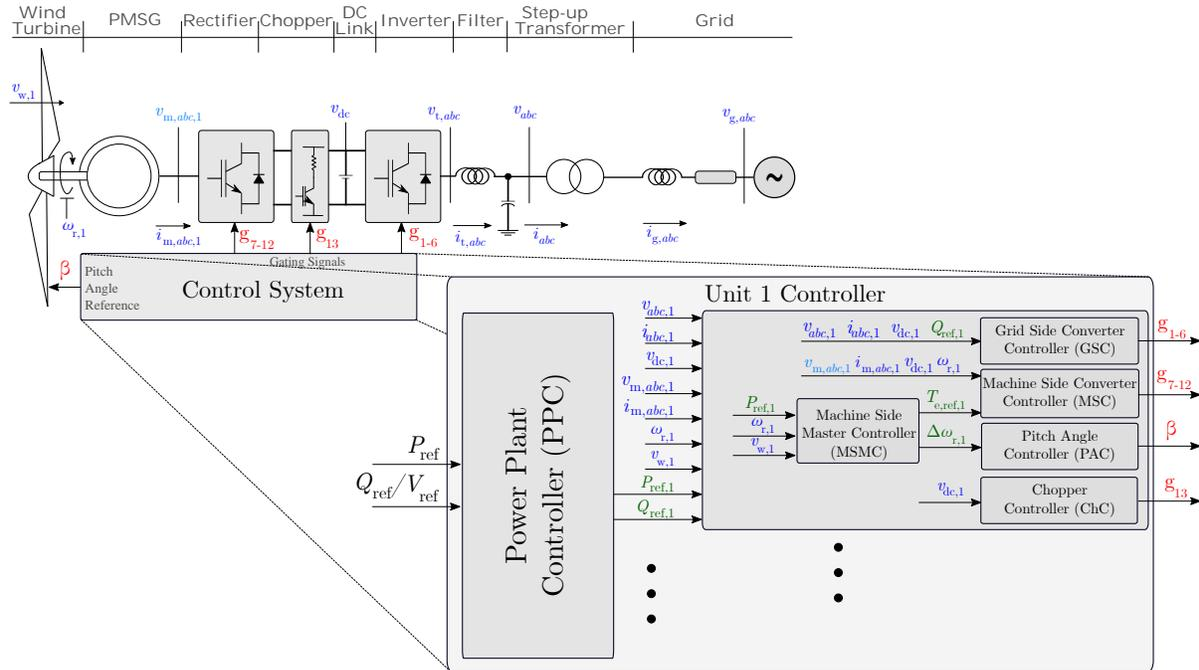 Wind Turbine
PMSG
Rectifier
Chopper
DC Link
Inverter
Filter
Step-up Transformer
Grid
v_w,1
v_m,abc,1
v_dc
v_t,abc
v_abc
v_g,abc
~
ω_r,1
i_m,abc,1
g_7-12
g_13
g_1-6
i_t,abc
i_abc
i_g,abc
β
Gating Signals
Pitch
Angle
Reference
Control System
Unit 1 Controller
Power Plant
Controller (PPC)
P_ref
Q_ref/V_ref
v_abc,1
i_abc,1
v_dc,1
v_m,abc,1
i_m,abc,1
ω_r,1
v_w,1
P_ref,1
Q_ref,1
v_abc,1 i_abc,1 v_dc,1 Q_ref,1
Grid Side Converter
Controller (GSC)
g_1-6
v_m,abc,1 i_m,abc,1 v_dc,1 ω_r,1
Machine Side Converter
Controller (MSC)
g_7-12
P_ref,1
ω_r,1
v_w,1
Machine Side
Master Controller
(MSMC)
T_e,ref,1
Δω_r,1
Pitch Angle
Controller (PAC)
β
v_dc,1
Chopper
Controller (ChC)
g_13